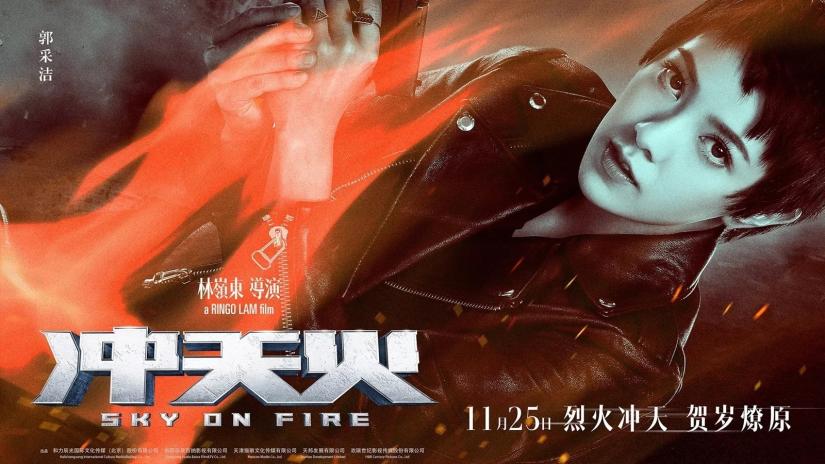 郭采洁
林嶺東 導演
a RINGO LAM film
冲天火
SKY ON FIRE
11月25日 烈火冲天 贺岁燎原